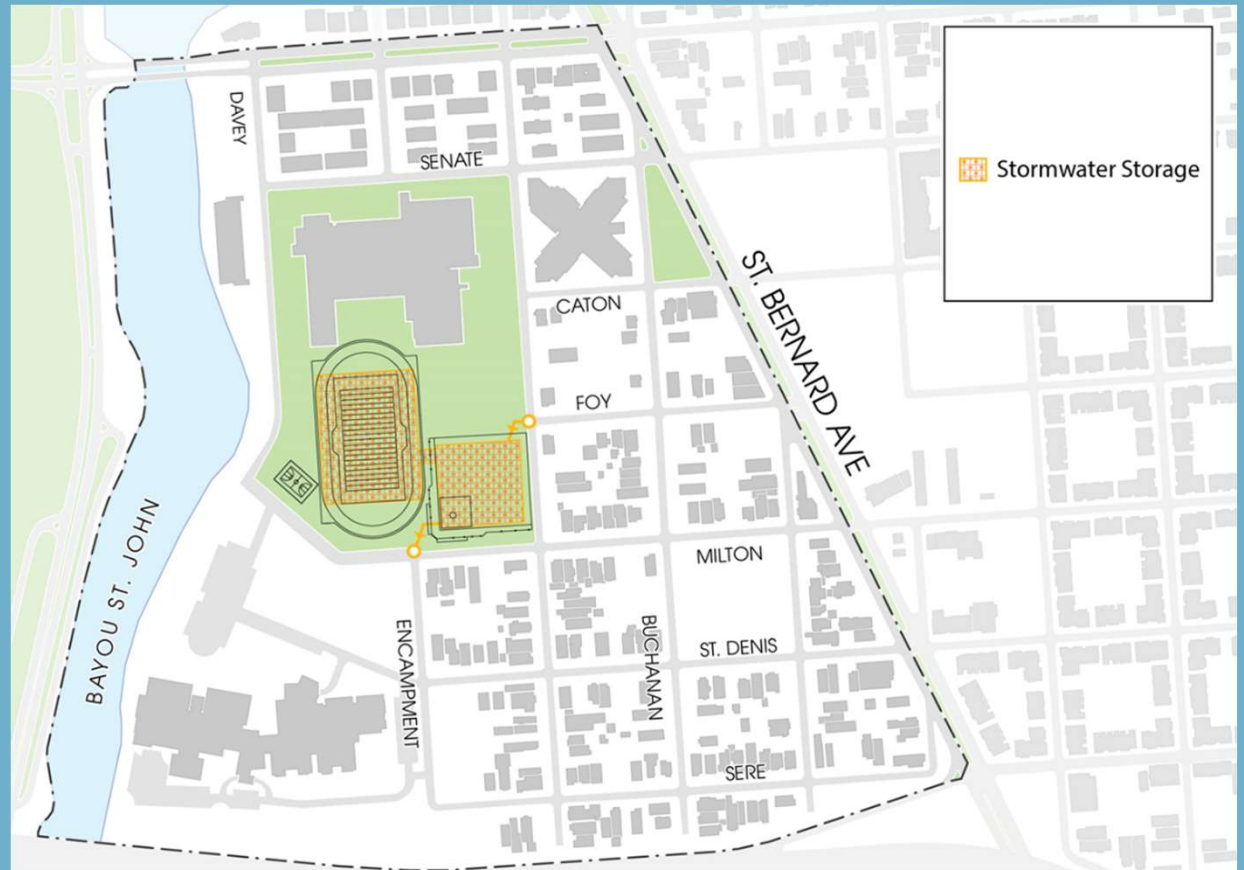 Stormwater Storage
DAVEY
SENATE
CATON
ST. BERNARD AVE
FOY
BAYOU ST. JOHN
MILTON
ENCAMPMENT
BUCHANAN
ST. DENIS
SERE